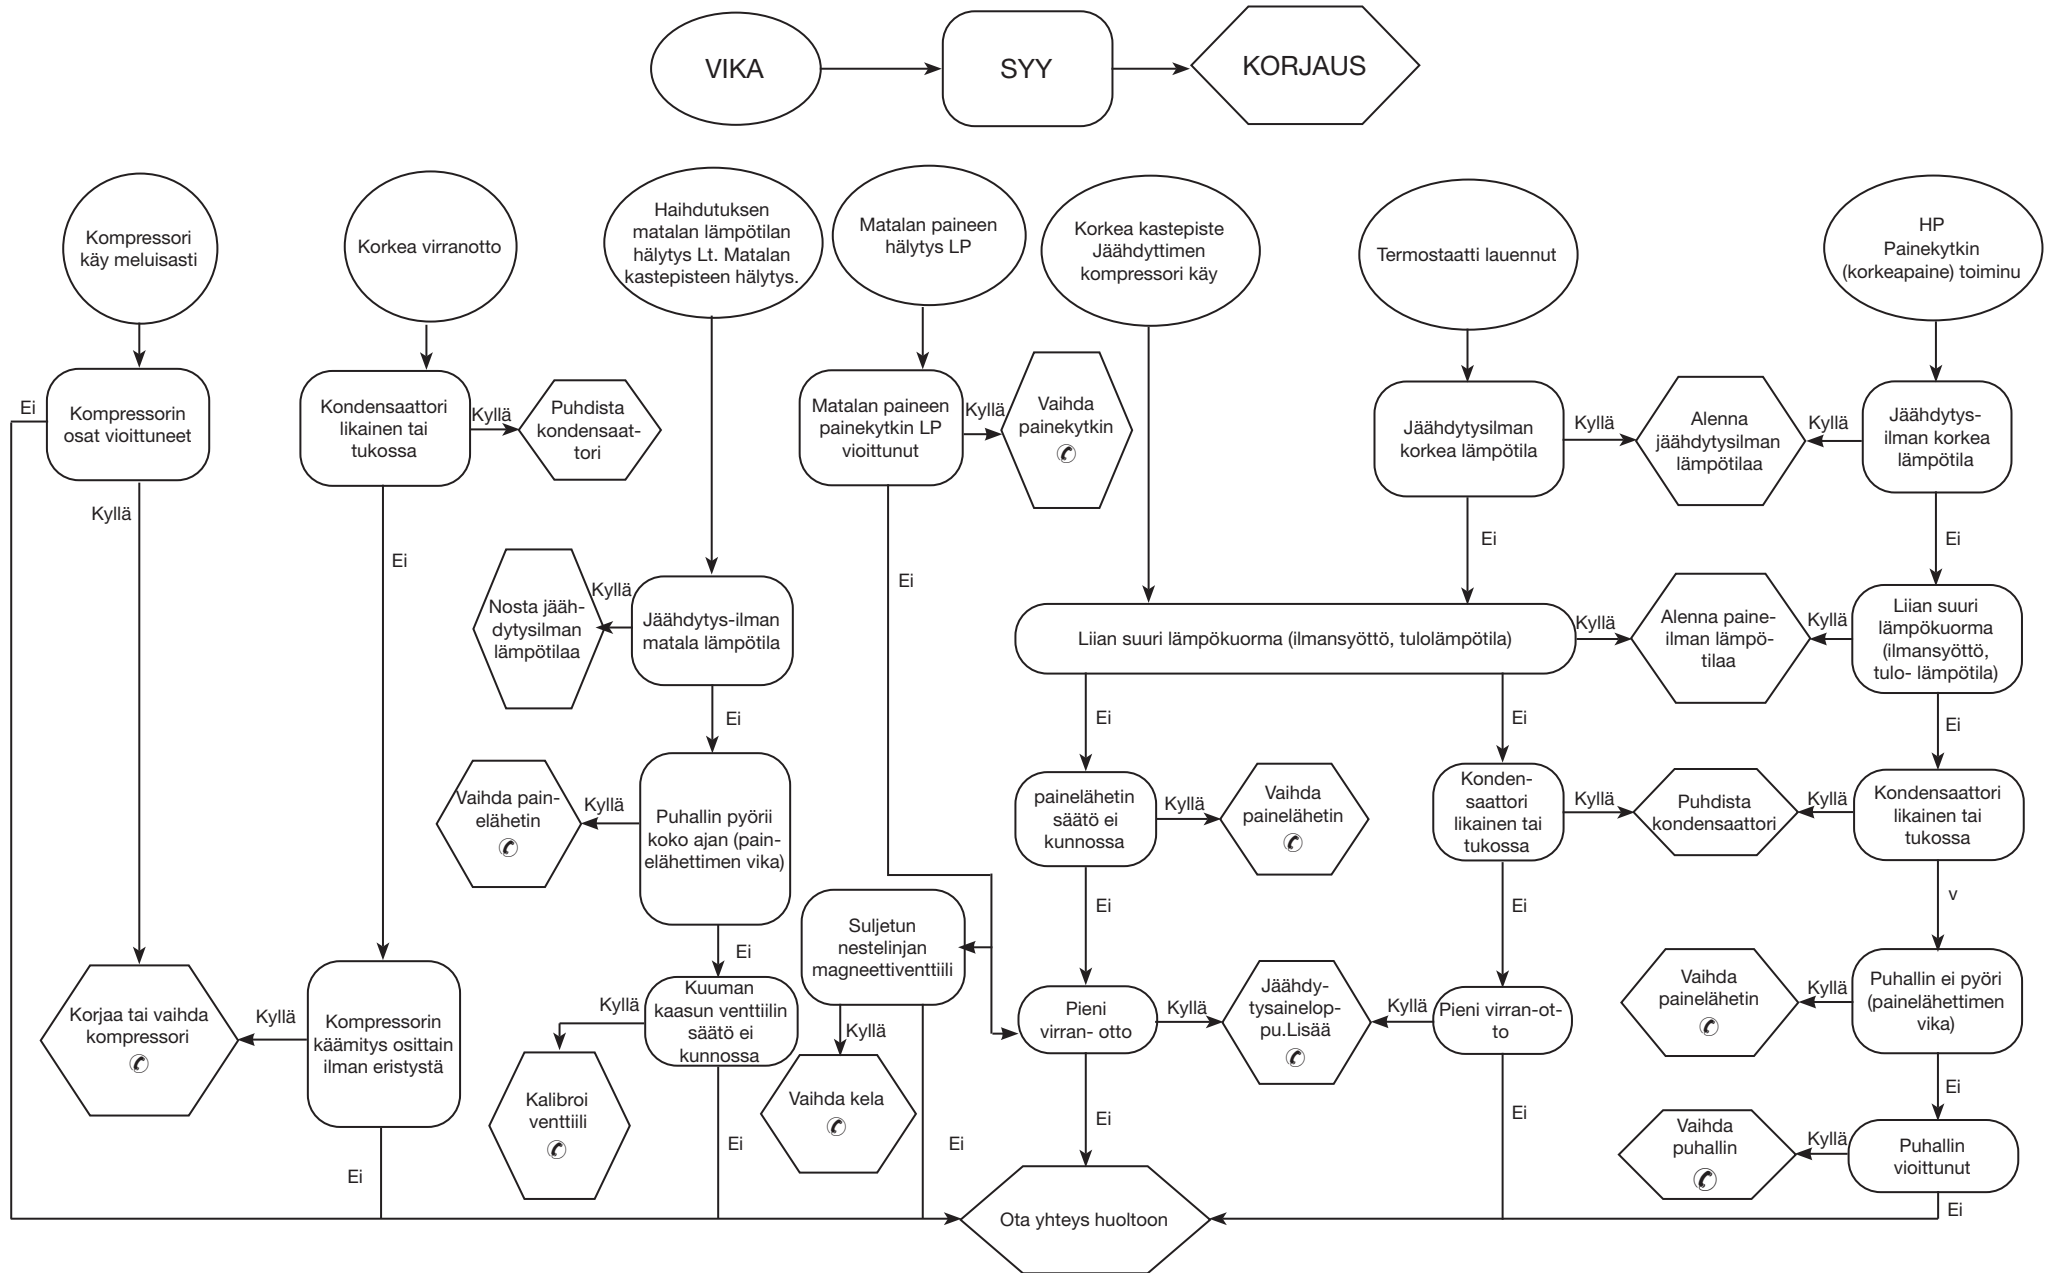 VIKA
SYY
KORJAUS
Kompressori
käy meluisasti
Korkea virranotto
Haihdutuksen
matalan lämpötilan
hälytys Lt. Matalan
kastepisteen hälytys.
Matalan paineen
hälytys LP
Korkea kastepiste
Jäähdyttimen
kompressori käy
Termostaatti lauennut
HP
Painekytkin
(korkeapaine) toiminu
Ei
Kompressorin
osat vioittuneet
Kyllä
Kondensaattori
likainen tai
tukossa
Kyllä
Puhdista
kondensaat-
tori
Ei
Matalan paineen
painekytkin LP
vioittunut
Kyllä
Vaihda
painekytkin
✆
Ei
Jäähdytysilman
korkea lämpötila
Kyllä
Alenna
jäähdytysilman
lämpötilaa
Kyllä
Jäähdytys-
ilman korkea
lämpötila
Ei
Ei
Nosta jääh-
dytysilman
lämpötilaa
Kyllä
Jäähdytys-ilman
matala lämpötila
Ei
Liian suuri lämpökuorma (ilmansyöttö, tulolämpötila)
Kyllä
Alenna paine-
ilman lämpö-
tilaa
Kyllä
Liian suuri
lämpökuorma
(ilmansyöttö,
tulo- lämpötila)
Ei
Ei
Ei
Vaihda pain-
elähetin
✆
Kyllä
Puhallin pyörii
koko ajan (pain-
elähettimen vika)
Ei
painelähetin
säätö ei
kunnossa
Kyllä
Vaihda
painelähetin
✆
Ei
Konden-
saattori
likainen tai
tukossa
Kyllä
Puhdista
kondensaattori
Kyllä
Kondensaattori
likainen tai
tukossa
Ei
v
Suljetun
nestelinjan
magneettiventtiili
Kyllä
Korjaa tai vaihda
kompressori
✆
Kyllä
Kompressorin
käämitys osittain
ilman eristystä
Ei
Kyllä
Kuuman
kaasun venttiilin
säätö ei
kunnossa
Kalibroi
venttiili
✆
Ei
Vaihda kela
✆
Ei
Pieni
virran- otto
Kyllä
Jäähdy-
tysainelop-
pu.Lisää
✆
Kyllä
Pieni virran-ot-
to
Ei
Ei
Vaihda
painelähetin
✆
Kyllä
Puhallin ei pyöri
(painelähettimen
vika)
Ei
Vaihda
puhallin
✆
Kyllä
Puhallin
vioittunut
Ei
Ota yhteys huoltoon